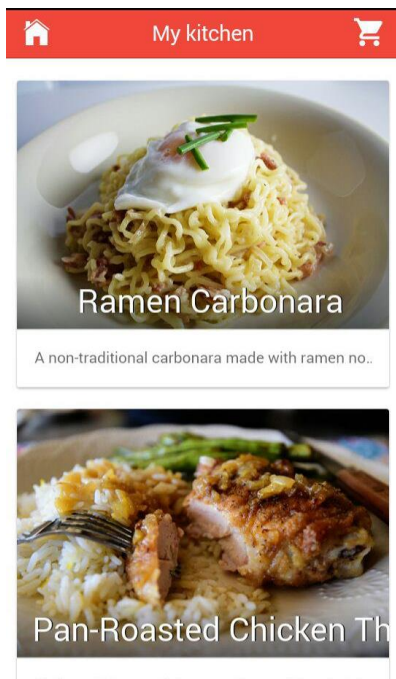 My kitchen
Ramen Carbonara
A non-traditional carbonara made with ramen no..
Pan-Roasted Chicken Th